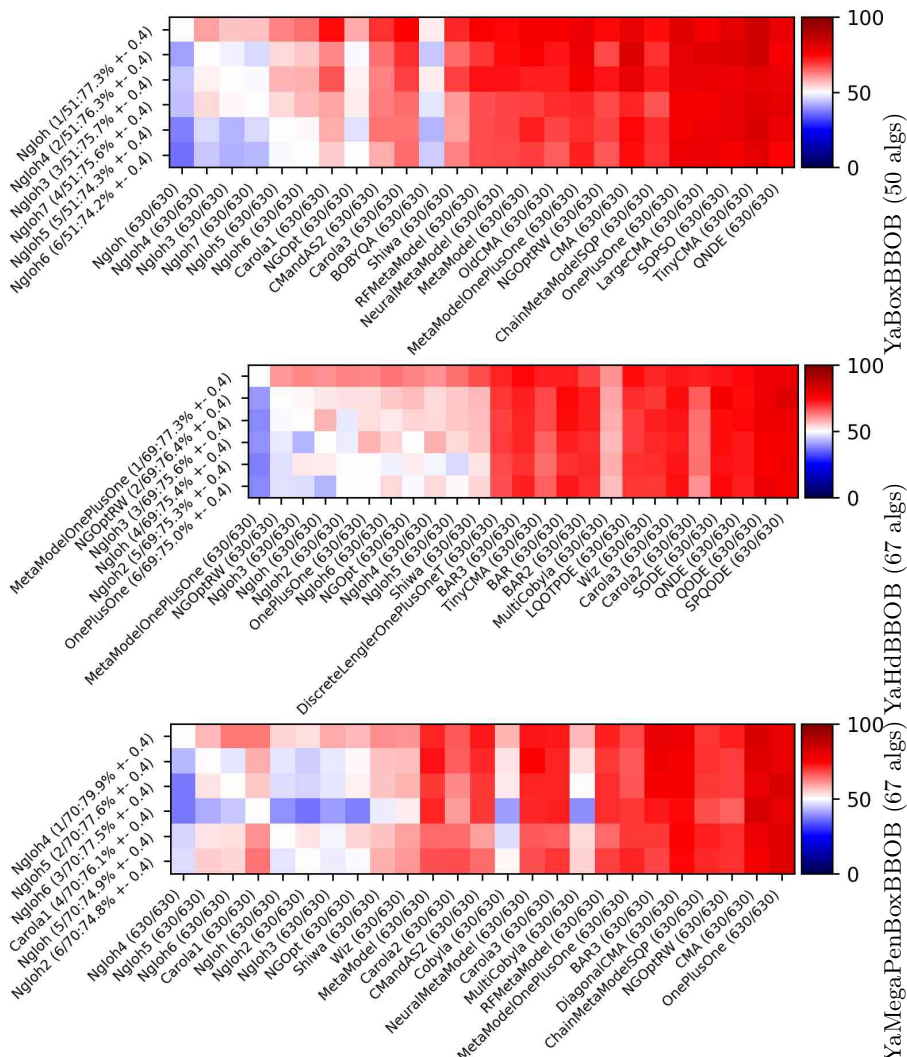 100
50
0
Ngloh (1/51:77.3% +- 0.4)
Ngloh4 (2/51:76.3% +- 0.4)
Ngloh3 (3/51:75.7% +- 0.4)
Ngloh7 (4/51:75.6% +- 0.4)
Ngloh5 (5/51:74.3% +- 0.4)
Ngloh6 (6/51:74.2% +- 0.4)
Ngloh (630/630)
Ngloh4 (630/630)
Ngloh3 (630/630)
Ngloh7 (630/630)
Ngloh5 (630/630)
Ngloh6 (630/630)
Carola1 (630/630)
NGOpt (630/630)
CMandAS2 (630/630)
Carola3 (630/630)
BOBYQA (630/630)
Shiwa (630/630)
RFMetaModel (630/630)
NeuralMetaModel (630/630)
MetaModel (630/630)
OldCMA (630/630)
MetaModelOnePlusOne (630/630)
NGOptRW (630/630)
CMA (630/630)
ChainMetaModelSQP (630/630)
OnePlusOne (630/630)
LargeCMA (630/630)
SOPSO (630/630)
TinyCMA (630/630)
QNDE (630/630)
YaBoxBBOB (50 algs)
100
50
0
MetaModelOnePlusOne (1/69:77.3% +- 0.4)
NGOptRW (2/69:76.4% +- 0.4)
Ngloh3 (3/69:75.6% +- 0.4)
Ngloh (4/69:75.4% +- 0.4)
Ngloh2 (5/69:75.3% +- 0.4)
OnePlusOne (6/69:75.0% +- 0.4)
MetaModelOnePlusOne (630/630)
NGOptRW (630/630)
Ngloh3 (630/630)
Ngloh (630/630)
Ngloh2 (630/630)
OnePlusOne (630/630)
Ngloh6 (630/630)
NGOpt (630/630)
Ngloh4 (630/630)
Ngloh5 (630/630)
Shiwa (630/630)
DiscreteLenglerOnePlusOneT (630/630)
BAR3 (630/630)
TinyCMA (630/630)
BAR (630/630)
BAR2 (630/630)
MultiCobyla (630/630)
LQOTPDE (630/630)
Wiz (630/630)
Carola3 (630/630)
Carola2 (630/630)
SODE (630/630)
QNDE (630/630)
QODE (630/630)
SPQODE (630/630)
YaHdBBOB (67 algs)
100
50
0
Ngloh4 (1/70:79.9% +- 0.4)
Ngloh5 (2/70:77.6% +- 0.4)
Ngloh6 (3/70:77.5% +- 0.4)
Carola1 (4/70:76.1% +- 0.4)
Ngloh (5/70:74.9% +- 0.4)
Ngloh2 (6/70:74.8% +- 0.4)
Ngloh4 (630/630)
Ngloh5 (630/630)
Ngloh6 (630/630)
Carola1 (630/630)
Ngloh (630/630)
Ngloh2 (630/630)
Ngloh3 (630/630)
NGOpt (630/630)
Shiwa (630/630)
Wiz (630/630)
MetaModel (630/630)
Carola2 (630/630)
CMandAS2 (630/630)
Cobyla (630/630)
NeuralMetaModel (630/630)
Carola3 (630/630)
MultiCobyla (630/630)
RFMetaModel (630/630)
MetaModelOnePlusOne (630/630)
BAR3 (630/630)
DiagonalCMA (630/630)
ChainMetaModelSQP (630/630)
NGOptRW (630/630)
CMA (630/630)
OnePlusOne (630/630)
YaMegaPenBoxBBOB (67 algs)